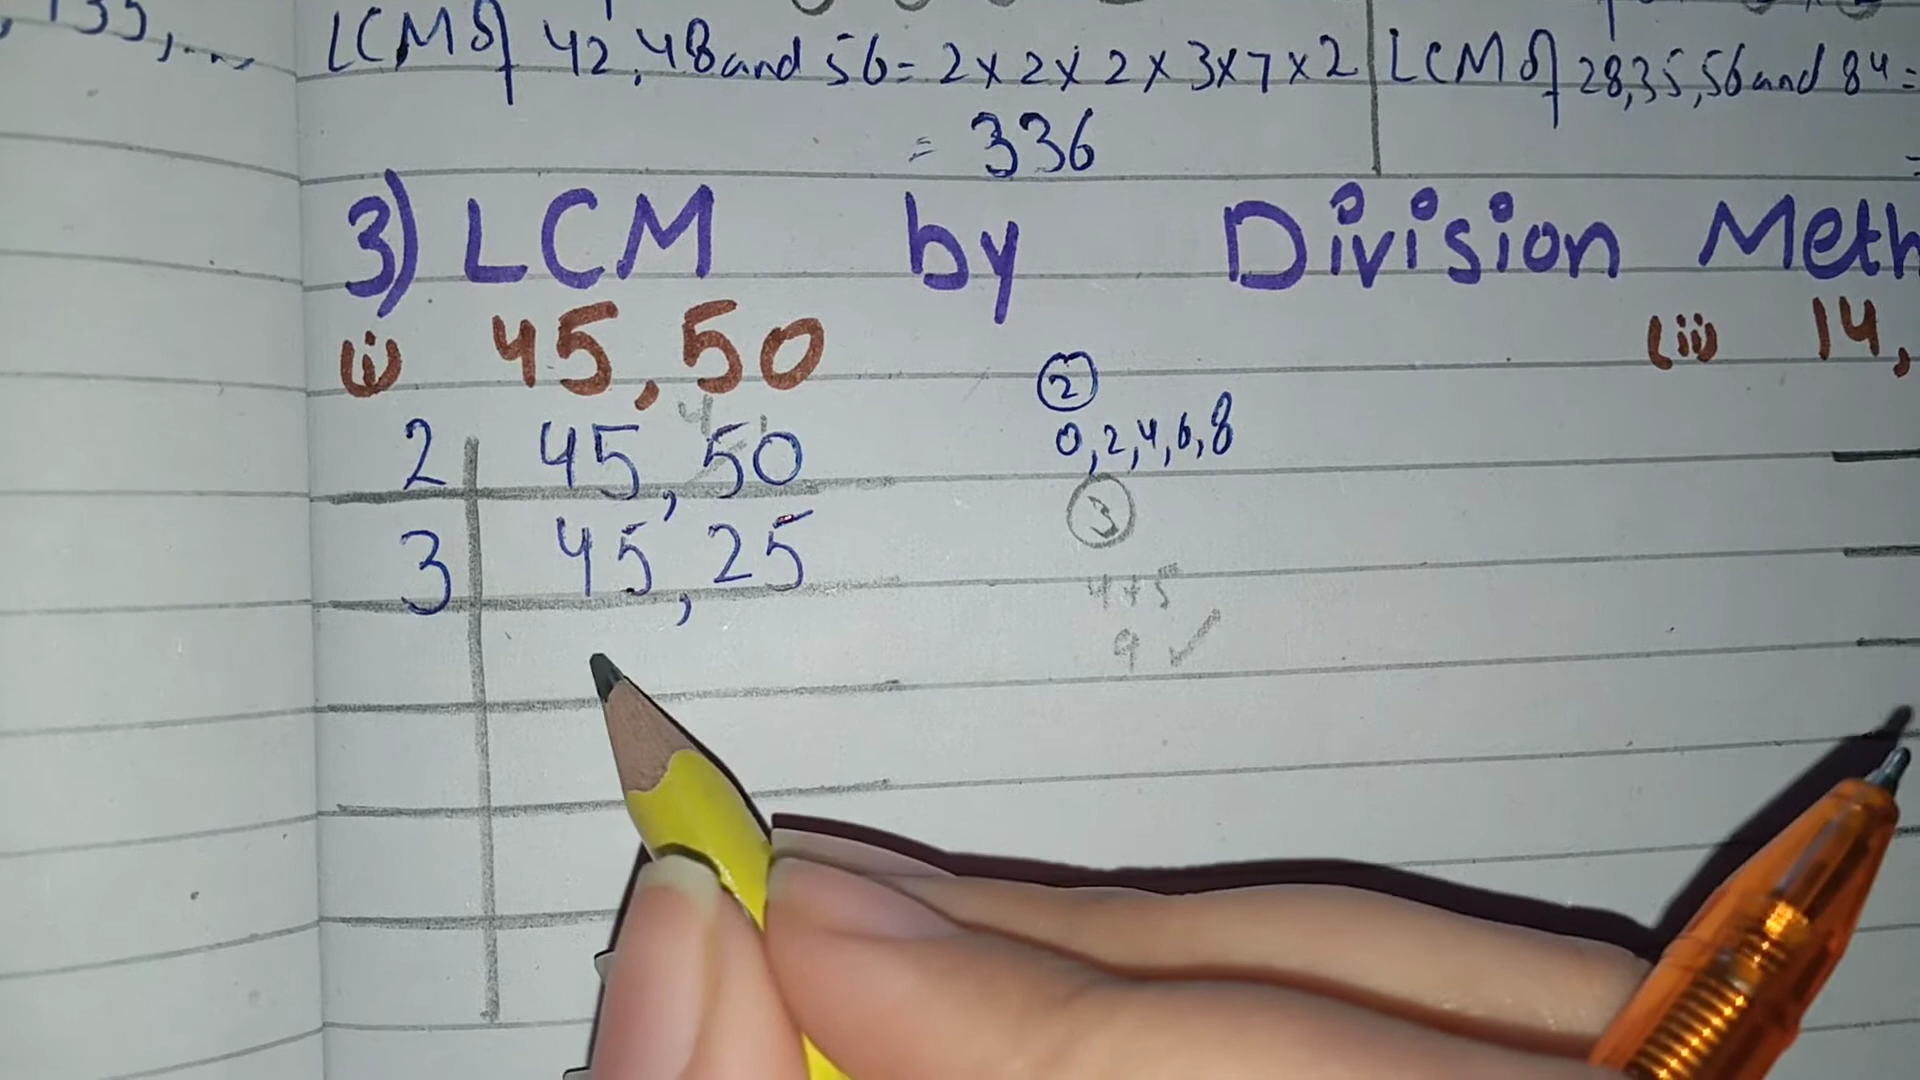 LCM of 42,48 and 56 = 2×2×2×3×7×2
= 336
LCM of 28,35,56 and 84 =
3) LCM by Division Meth
(i) 45,50
(ii) 14,
2 45,50
3 45,25
2
0,2,4,6,8
3
4+5
9 ✓